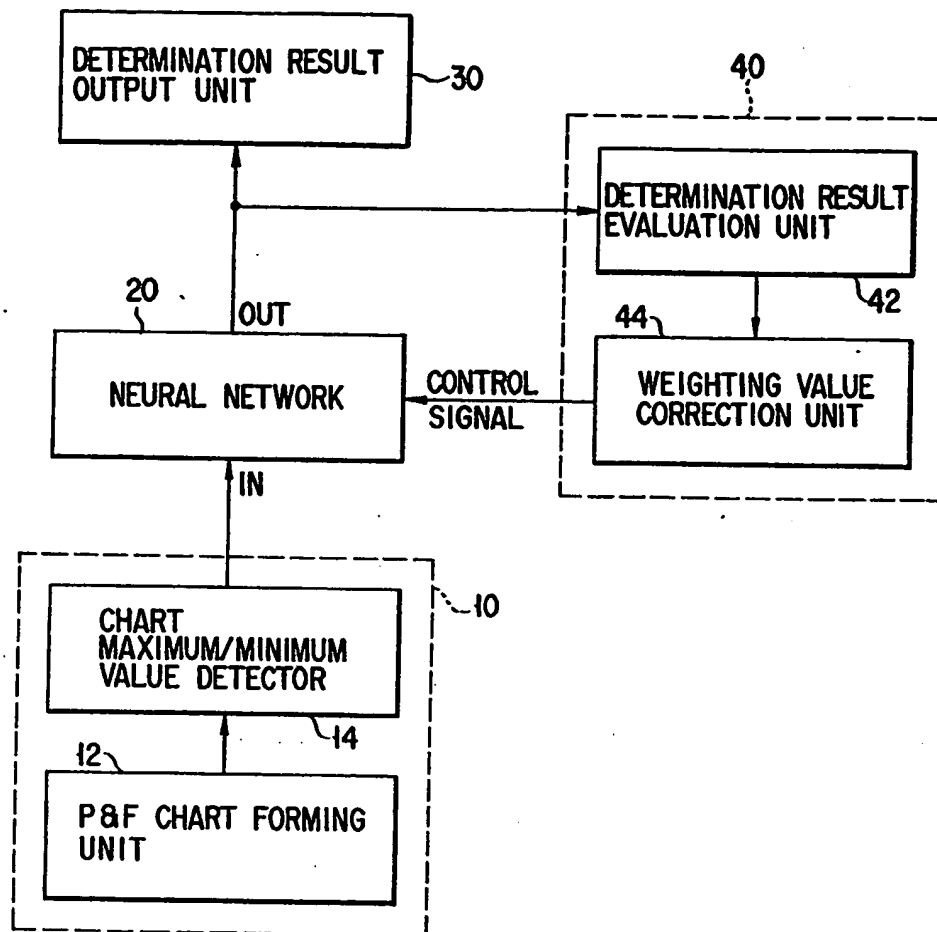 DETERMINATION RESULT
OUTPUT UNIT
30
40
DETERMINATION RESULT
EVALUATION UNIT
42
20
OUT
44
NEURAL NETWORK
CONTROL
SIGNAL
WEIGHTING VALUE
CORRECTION UNIT
IN
10
CHART
MAXIMUM/MINIMUM
VALUE DETECTOR
14
12
P&F CHART FORMING
UNIT